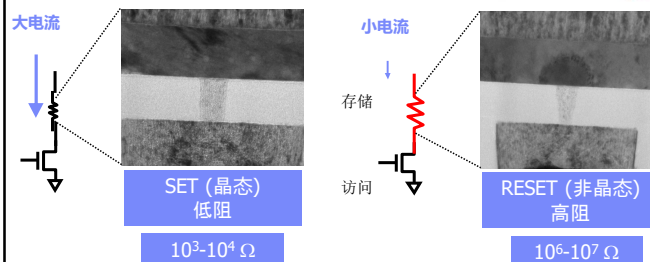 大电流
SET (晶态)
低阻
10³-10⁴ Ω
小电流
存储
访问
RESET (非晶态)
高阻
10⁶-10⁷ Ω